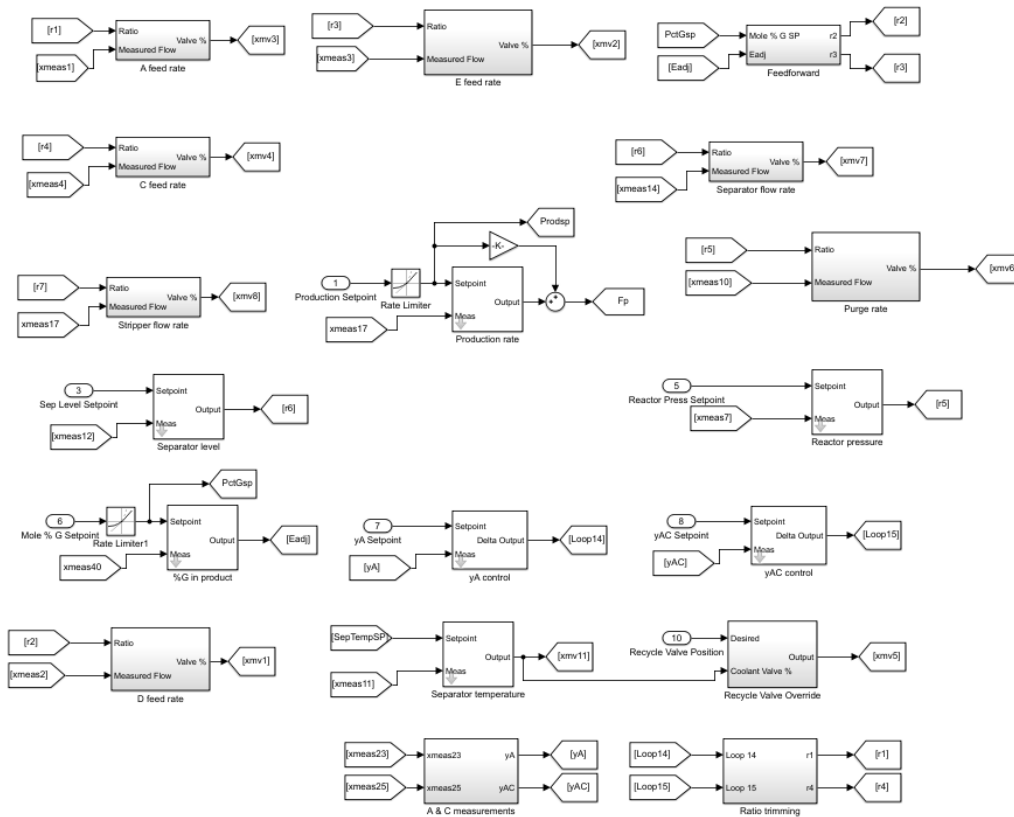 [r1]
[xmeas1]
Ratio
Measured Flow
Valve %
A feed rate
[xmv3]
[r3]
[xmeas3]
Ratio
Measured Flow
Valve %
E feed rate
[xmv2]
PctGsp
[Eadj]
Mole % G SP
Eadj
r2
r3
Feedforward
[r2]
[r3]
[r4]
[xmeas4]
Ratio
Measured Flow
Valve %
C feed rate
[xmv4]
[r6]
[xmeas14]
Ratio
Measured Flow
Valve %
Separator flow rate
[xmv7]
[r7]
xmeas17
Ratio
Measured Flow
Valve %
Stripper flow rate
[xmv8]
1
Production Setpoint
Rate Limiter
xmeas17
Setpoint
Meas
Output
Production rate
-K-
Prodsp
Fp
[r5]
[xmeas10]
Ratio
Measured Flow
Valve %
Purge rate
[xmv6]
3
Sep Level Setpoint
[xmeas12]
Setpoint
Meas
Output
Separator level
[r6]
5
Reactor Press Setpoint
[xmeas7]
Setpoint
Meas
Output
Reactor pressure
[r5]
6
Mole % G Setpoint
Rate Limiter1
PctGsp
xmeas40
Setpoint
Meas
Output
%G in product
[Eadj]
7
yA Setpoint
[yA]
Setpoint
Meas
Delta Output
yA control
[Loop14]
8
yAC Setpoint
[yAC]
Setpoint
Meas
Delta Output
yAC control
[Loop15]
[r2]
[xmeas2]
Ratio
Measured Flow
Valve %
D feed rate
[xmv1]
[SepTempSP]
[xmeas11]
Setpoint
Meas
Output
Separator temperature
[xmv11]
10
Recycle Valve Position
Desired
Coolant Valve %
Output
Recycle Valve Override
[xmv5]
[xmeas23]
[xmeas25]
xmeas23
xmeas25
yA
yAC
A & C measurements
[yA]
[yAC]
[Loop14]
[Loop15]
Loop 14
Loop 15
r1
r4
Ratio trimming
[r1]
[r4]